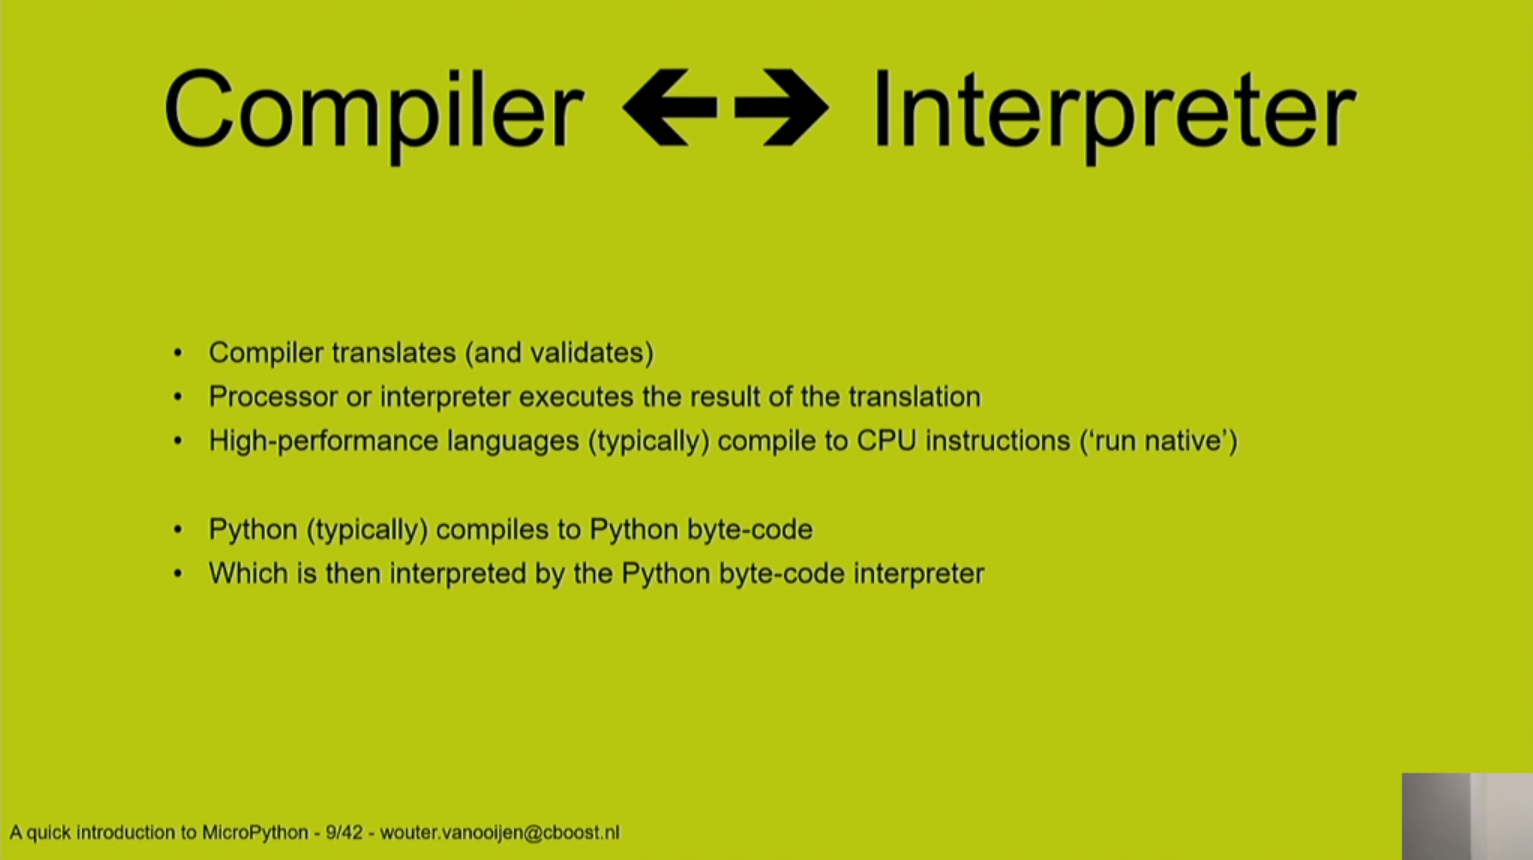 Compiler 🡨🡪 Interpreter
• Compiler translates (and validates)
• Processor or interpreter executes the result of the translation
• High-performance languages (typically) compile to CPU instructions (‘run native’)
• Python (typically) compiles to Python byte-code
• Which is then interpreted by the Python byte-code interpreter
A quick introduction to MicroPython - 9/42 - wouter.vanooijen@cboost.nl